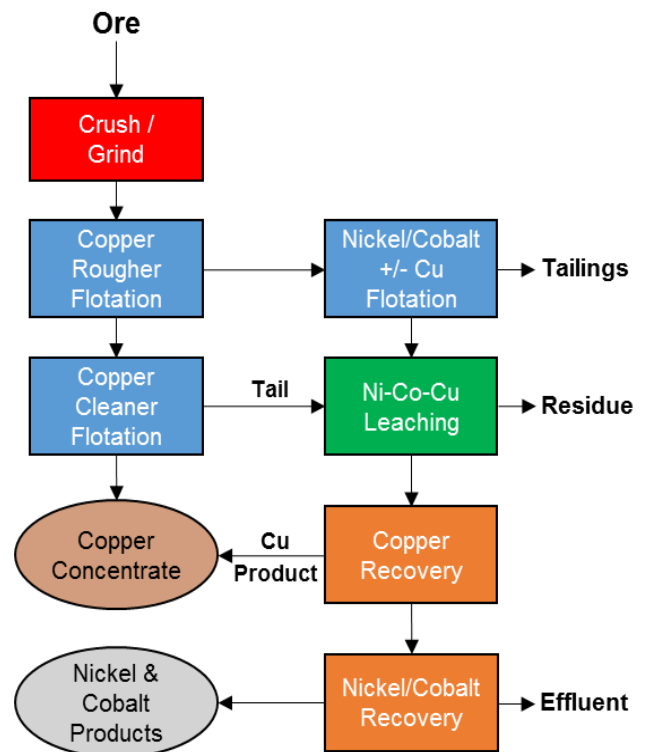 Ore
Crush /
Grind
Copper
Rougher
Flotation
Nickel/Cobalt
+/- Cu
Flotation
Tailings
Copper
Cleaner
Flotation
Tail
Ni-Co-Cu
Leaching
Residue
Copper
Concentrate
Cu
Product
Copper
Recovery
Nickel &
Cobalt
Products
Nickel/Cobalt
Recovery
Effluent